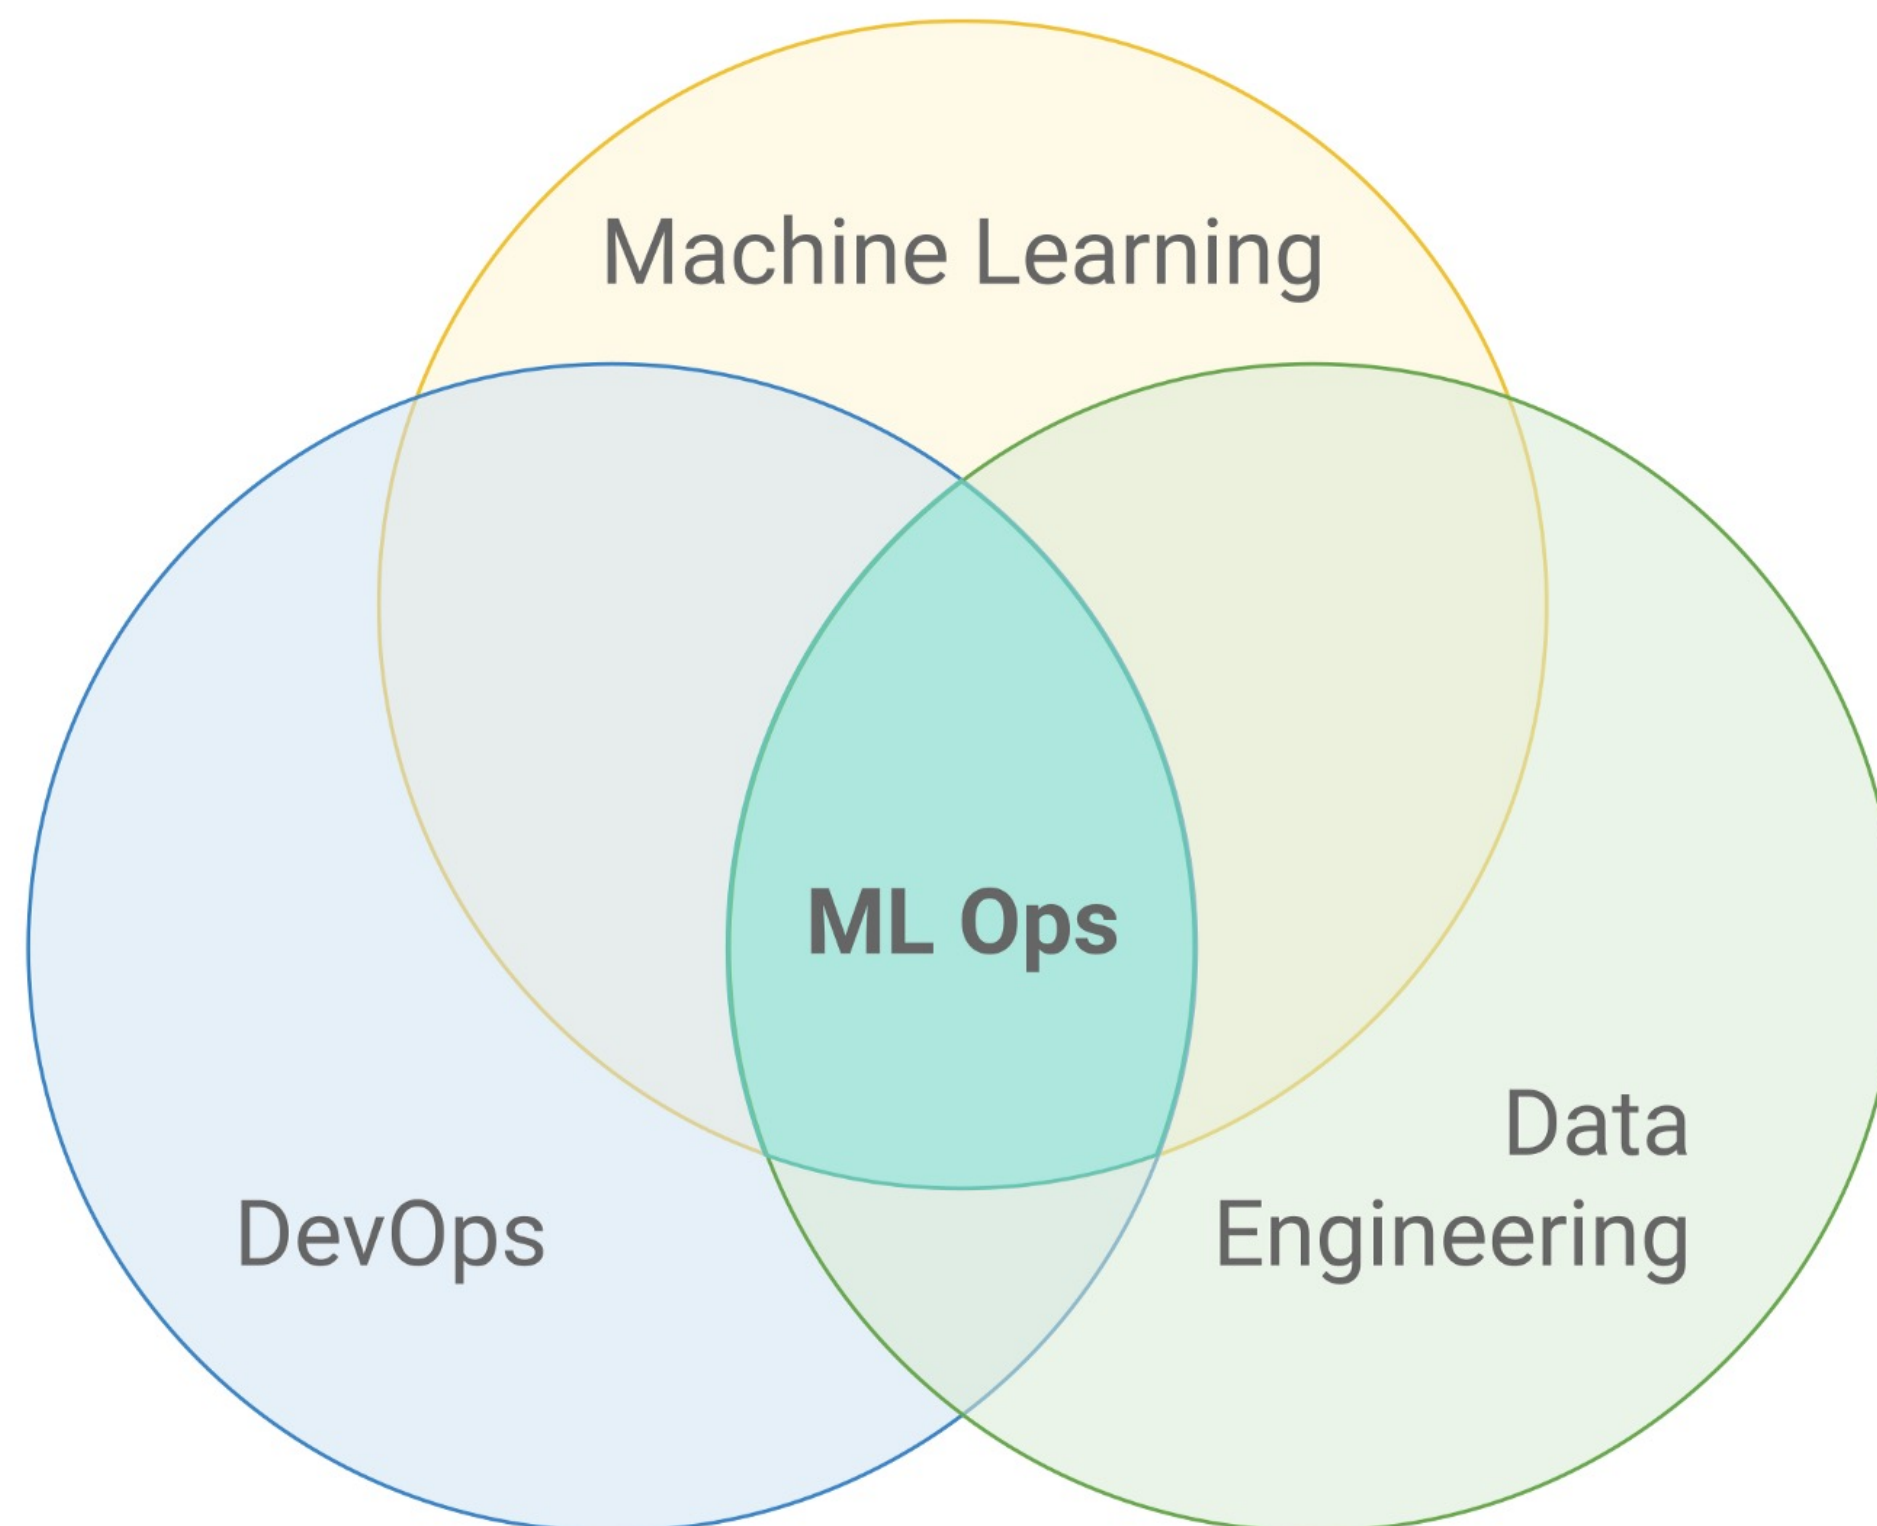 Machine Learning
ML Ops
Data
Engineering
DevOps